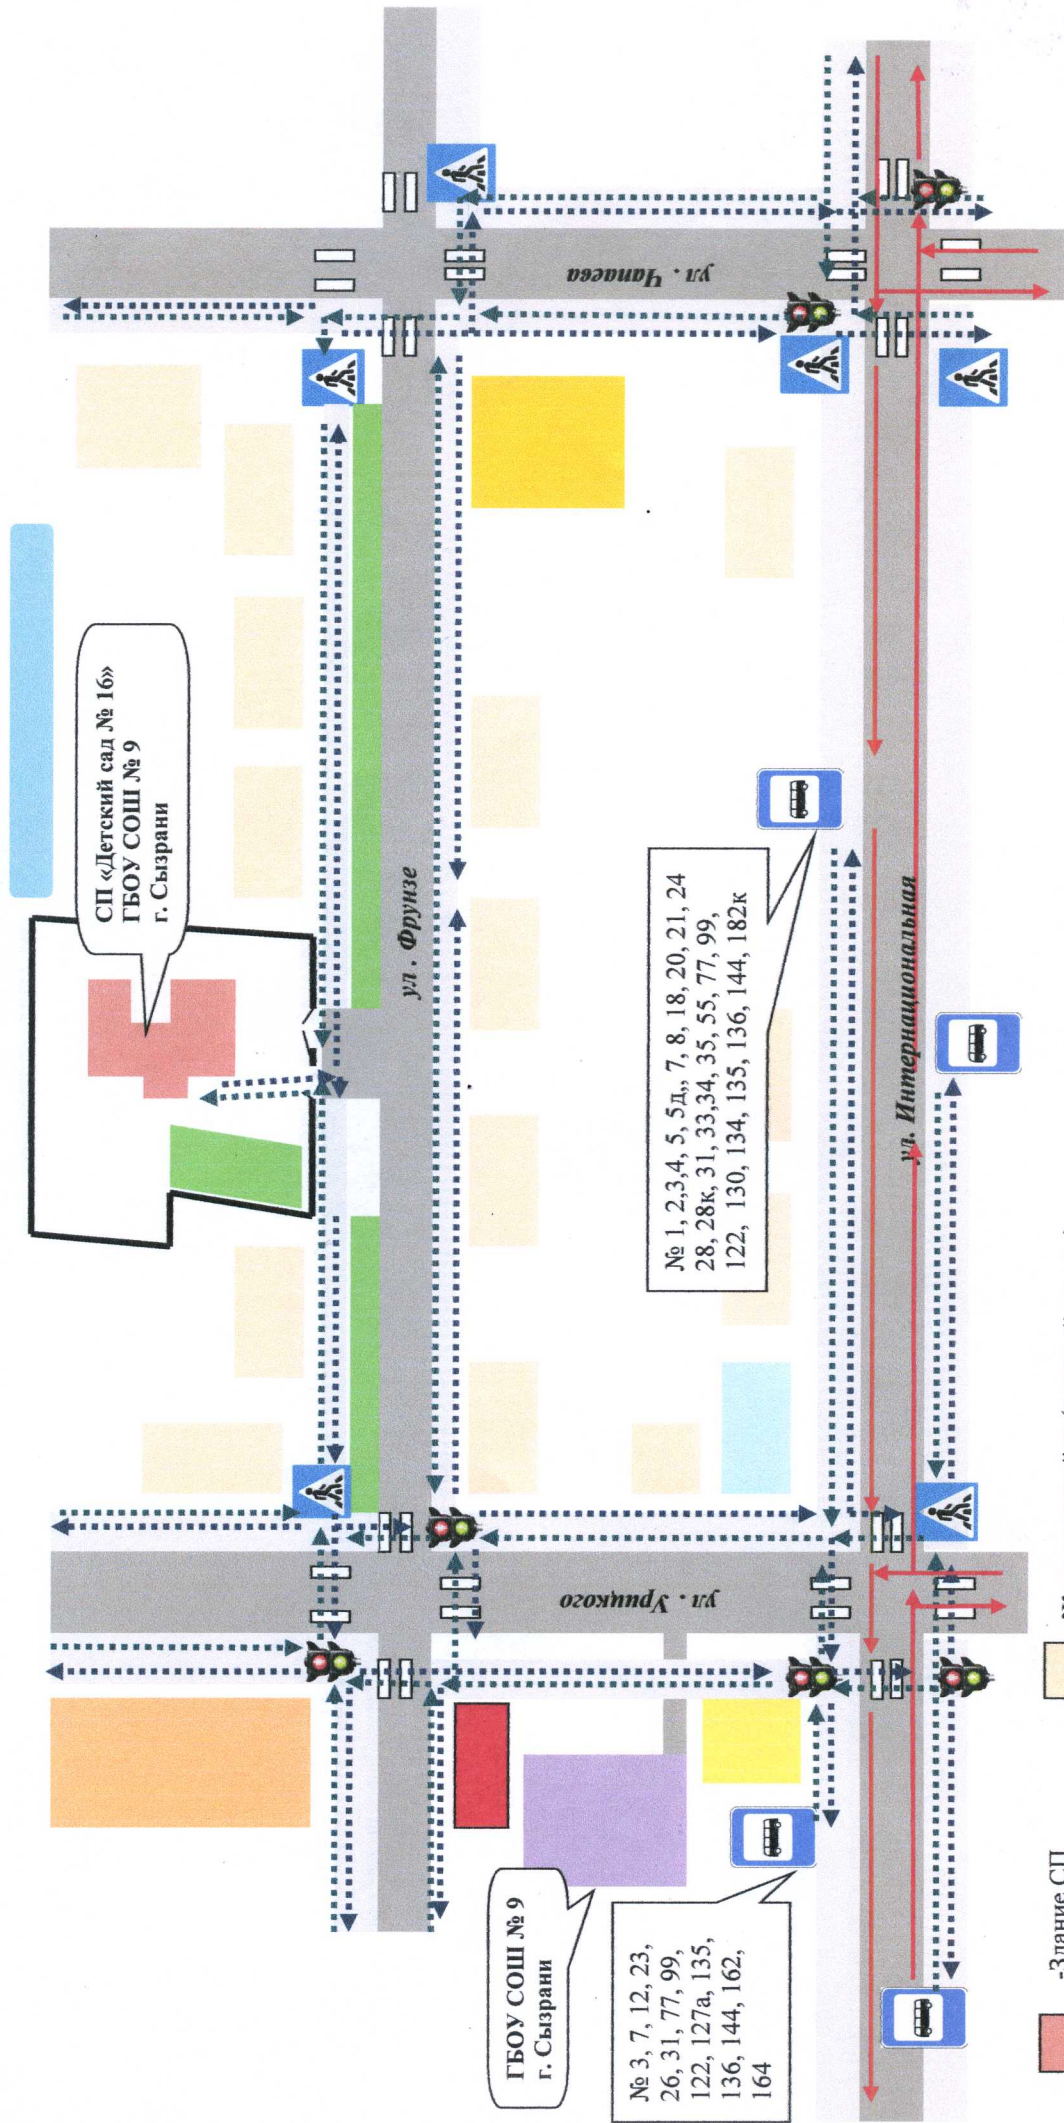 СП «Детский сад № 16»
ГБОУ СОШ № 9
г. Сызрани
ул . Фрунзе
ул . Чапаева
ул . Урицкого
ул. Интернациональная
№ 1, 2,3,4, 5, 5д,, 7, 8, 18, 20, 21, 24
28, 28к, 31, 33,34, 35, 55, 77, 99,
122, 130, 134, 135, 136, 144, 182к
ГБОУ СОШ № 9
г. Сызрани
№ 3, 7, 12, 23,
26, 31, 77, 99,
122, 127а, 135,
136, 144, 162,
164
-Здание СП